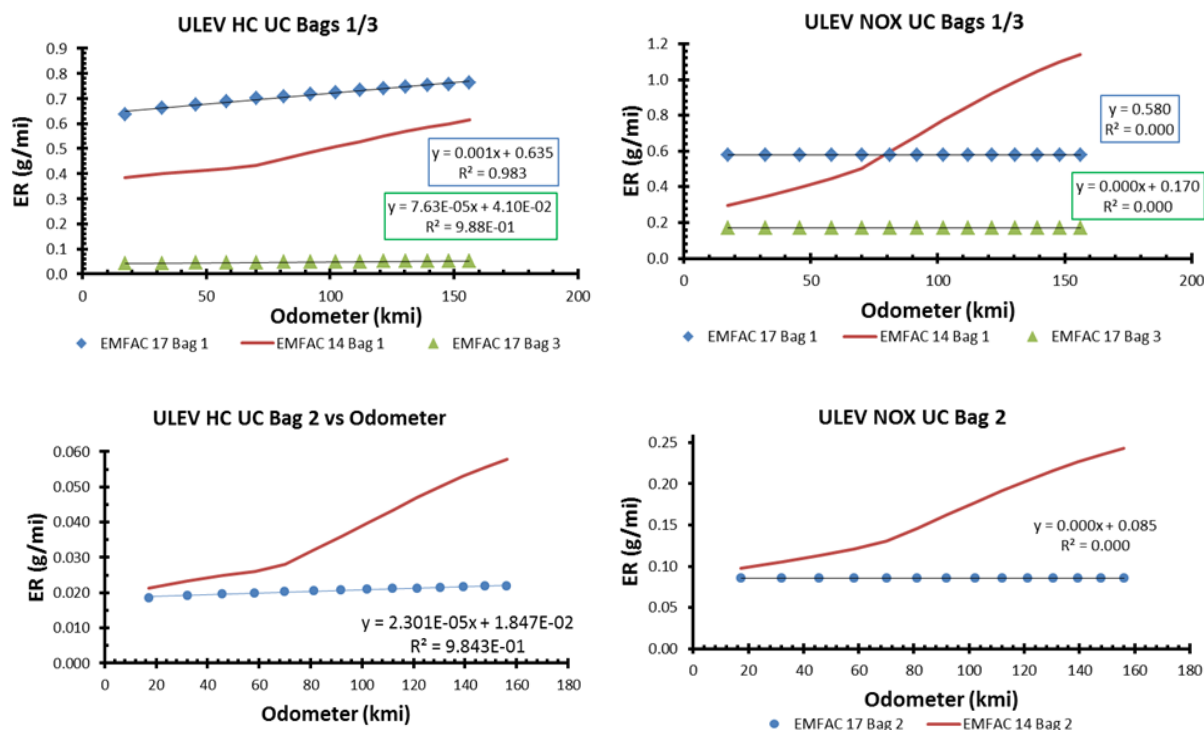 ULEV HC UC Bags 1/3
ER (g/mi)
0.9
0.8
0.7
0.6
0.5
0.4
0.3
0.2
0.1
0.0
y = 0.001x + 0.635
R² = 0.983
y = 7.63E-05x + 4.10E-02
R² = 9.88E-01
0 50 100 150 200
Odometer (kmi)
EMFAC 17 Bag 1 EMFAC 14 Bag 1 EMFAC 17 Bag 3
ULEV NOX UC Bags 1/3
ER (g/mi)
1.2
1.0
0.8
0.6
0.4
0.2
0.0
y = 0.580
R² = 0.000
y = 0.000x + 0.170
R² = 0.000
0 50 100 150 200
Odometer (kmi)
EMFAC 17 Bag 1 EMFAC 14 Bag 1 EMFAC 17 Bag 3
ULEV HC UC Bag 2 vs Odometer
ER (g/mi)
0.060
0.050
0.040
0.030
0.020
0.010
0.000
y = 2.301E-05x + 1.847E-02
R² = 9.843E-01
0 20 40 60 80 100 120 140 160 180
Odometer (kmi)
ULEV NOX UC Bag 2
ER (g/mi)
0.25
0.20
0.15
0.10
0.05
0.00
y = 0.000x + 0.085
R² = 0.000
0 20 40 60 80 100 120 140 160 180
Odometer (kmi)
EMFAC 17 Bag 2 EMFAC 14 Bag 2